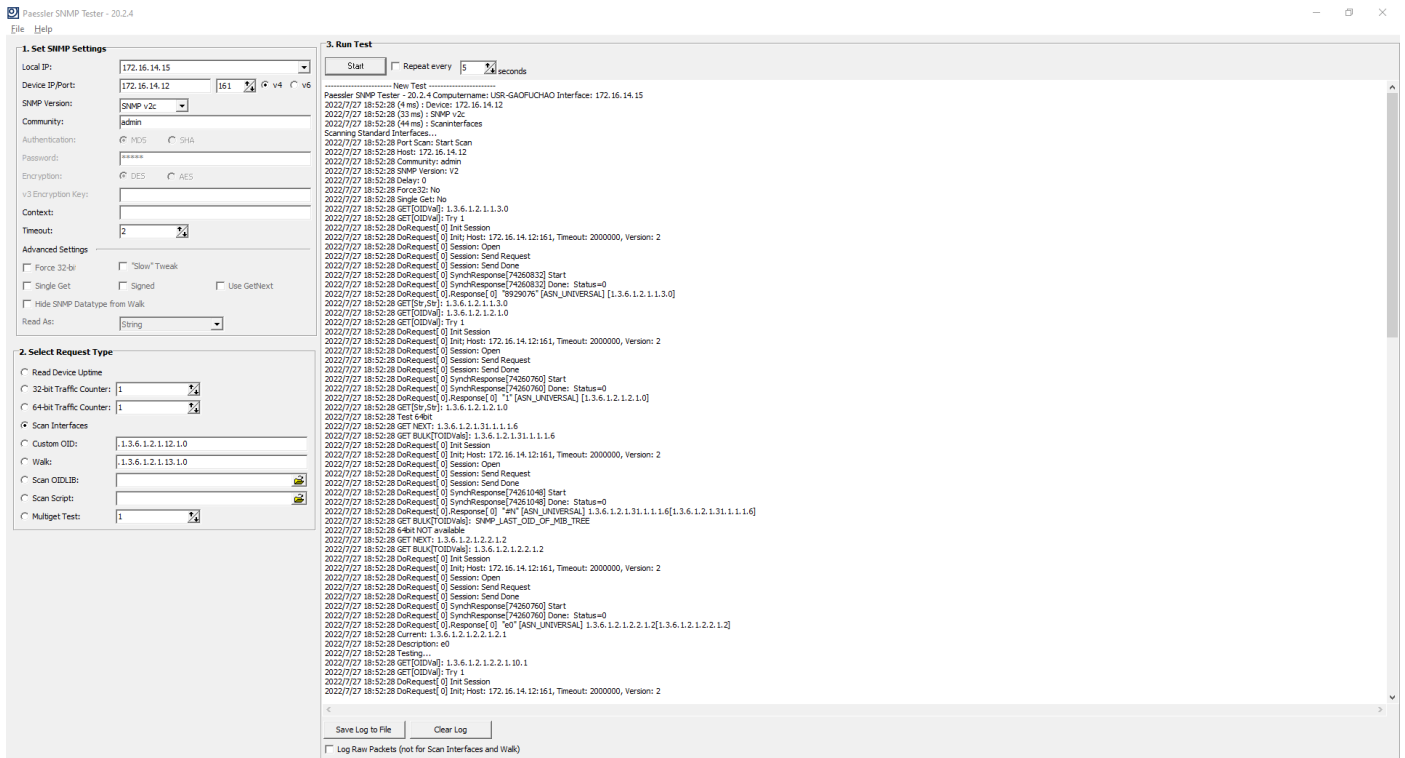 Paessler SNMP Tester - 20.2.4
File Help
1. Set SNMP Settings
Local IP: 172.16.14.15
Device IP/Port: 172.16.14.12 161 v4 v6
SNMP Version: SNMP v2c
Community: admin
Authentication: MD5 SHA
Password: *****
Encryption: DES AES
v3 Encryption Key:
Context:
Timeout: 2
Advanced Settings
Force 32-bi "Slow" Tweak
Single Get Signed Use GetNext
Hide SNMP Datatype from Walk
Read As: String
2. Select Request Type
Read Device Uptime
32-bit Traffic Counter: 1
64-bit Traffic Counter: 1
Scan Interfaces
Custom OID: .1.3.6.1.2.1.12.1.0
Walk: .1.3.6.1.2.1.13.1.0
Scan OIDLIB:
Scan Script:
Multiget Test: 1
3. Run Test
Start Repeat every 5 seconds
----------------------- New Test -----------------------
Paessler SNMP Tester - 20.2.4 Computername: USR-GAOFUCHAO Interface: 172.16.14.15
2022/7/27 18:52:28 (4 ms) : Device: 172.16.14.12
2022/7/27 18:52:28 (33 ms) : SNMP v2c
2022/7/27 18:52:28 (44 ms) : Scaninterfaces
Scanning Standard Interfaces...
2022/7/27 18:52:28 Port Scan: Start Scan
2022/7/27 18:52:28 Host: 172.16.14.12
2022/7/27 18:52:28 Community: admin
2022/7/27 18:52:28 SNMP Version: V2
2022/7/27 18:52:28 Delay: 0
2022/7/27 18:52:28 Force32: No
2022/7/27 18:52:28 Single Get: No
2022/7/27 18:52:28 GET[OIDVal]: 1.3.6.1.2.1.1.3.0
2022/7/27 18:52:28 GET[OIDVal]: Try 1
2022/7/27 18:52:28 DoRequest[ 0] Init Session
2022/7/27 18:52:28 DoRequest[ 0] Init; Host: 172.16.14.12:161, Timeout: 2000000, Version: 2
2022/7/27 18:52:28 DoRequest[ 0] Session: Open
2022/7/27 18:52:28 DoRequest[ 0] Session: Send Request
2022/7/27 18:52:28 DoRequest[ 0] Session: Send Done
2022/7/27 18:52:28 DoRequest[ 0] SynchResponse[74260832] Start
2022/7/27 18:52:28 DoRequest[ 0] SynchResponse[74260832] Done: Status=0
2022/7/27 18:52:28 DoRequest[ 0].Response[ 0] "8929076" [ASN_UNIVERSAL] [1.3.6.1.2.1.1.3.0]
2022/7/27 18:52:28 GET[Str,Str]: 1.3.6.1.2.1.1.3.0
2022/7/27 18:52:28 GET[OIDVal]: 1.3.6.1.2.1.2.1.0
2022/7/27 18:52:28 GET[OIDVal]: Try 1
2022/7/27 18:52:28 DoRequest[ 0] Init Session
2022/7/27 18:52:28 DoRequest[ 0] Init; Host: 172.16.14.12:161, Timeout: 2000000, Version: 2
2022/7/27 18:52:28 DoRequest[ 0] Session: Open
2022/7/27 18:52:28 DoRequest[ 0] Session: Send Request
2022/7/27 18:52:28 DoRequest[ 0] Session: Send Done
2022/7/27 18:52:28 DoRequest[ 0] SynchResponse[74260760] Start
2022/7/27 18:52:28 DoRequest[ 0] SynchResponse[74260760] Done: Status=0
2022/7/27 18:52:28 DoRequest[ 0].Response[ 0] "1" [ASN_UNIVERSAL] [1.3.6.1.2.1.2.1.0]
2022/7/27 18:52:28 GET[Str,Str]: 1.3.6.1.2.1.2.1.0
2022/7/27 18:52:28 Test 64bit
2022/7/27 18:52:28 GET NEXT: 1.3.6.1.2.1.31.1.1.1.6
2022/7/27 18:52:28 GET BULK[TOIDVals]: 1.3.6.1.2.1.31.1.1.1.6
2022/7/27 18:52:28 DoRequest[ 0] Init Session
2022/7/27 18:52:28 DoRequest[ 0] Init; Host: 172.16.14.12:161, Timeout: 2000000, Version: 2
2022/7/27 18:52:28 DoRequest[ 0] Session: Open
2022/7/27 18:52:28 DoRequest[ 0] Session: Send Request
2022/7/27 18:52:28 DoRequest[ 0] Session: Send Done
2022/7/27 18:52:28 DoRequest[ 0] SynchResponse[74261048] Start
2022/7/27 18:52:28 DoRequest[ 0] SynchResponse[74261048] Done: Status=0
2022/7/27 18:52:28 DoRequest[ 0].Response[ 0] "#N" [ASN_UNIVERSAL] 1.3.6.1.2.1.31.1.1.1.6[1.3.6.1.2.1.31.1.1.1.6]
2022/7/27 18:52:28 GET BULK[TOIDVals]: SNMP_LAST_OID_OF_MIB_TREE
2022/7/27 18:52:28 64bit NOT available
2022/7/27 18:52:28 GET NEXT: 1.3.6.1.2.1.2.2.1.2
2022/7/27 18:52:28 GET BULK[TOIDVals]: 1.3.6.1.2.1.2.2.1.2
2022/7/27 18:52:28 DoRequest[ 0] Init Session
2022/7/27 18:52:28 DoRequest[ 0] Init; Host: 172.16.14.12:161, Timeout: 2000000, Version: 2
2022/7/27 18:52:28 DoRequest[ 0] Session: Open
2022/7/27 18:52:28 DoRequest[ 0] Session: Send Request
2022/7/27 18:52:28 DoRequest[ 0] Session: Send Done
2022/7/27 18:52:28 DoRequest[ 0] SynchResponse[74260760] Start
2022/7/27 18:52:28 DoRequest[ 0] SynchResponse[74260760] Done: Status=0
2022/7/27 18:52:28 DoRequest[ 0].Response[ 0] "e0" [ASN_UNIVERSAL] 1.3.6.1.2.1.2.2.1.2[1.3.6.1.2.1.2.2.1.2]
2022/7/27 18:52:28 Current: 1.3.6.1.2.1.2.2.1.2.1
2022/7/27 18:52:28 Description: e0
2022/7/27 18:52:28 Testing...
2022/7/27 18:52:28 GET[OIDVal]: 1.3.6.1.2.1.2.2.1.10.1
2022/7/27 18:52:28 GET[OIDVal]: Try 1
2022/7/27 18:52:28 DoRequest[ 0] Init Session
2022/7/27 18:52:28 DoRequest[ 0] Init; Host: 172.16.14.12:161, Timeout: 2000000, Version: 2
Save Log to File Clear Log
Log Raw Packets (not for Scan Interfaces and Walk)